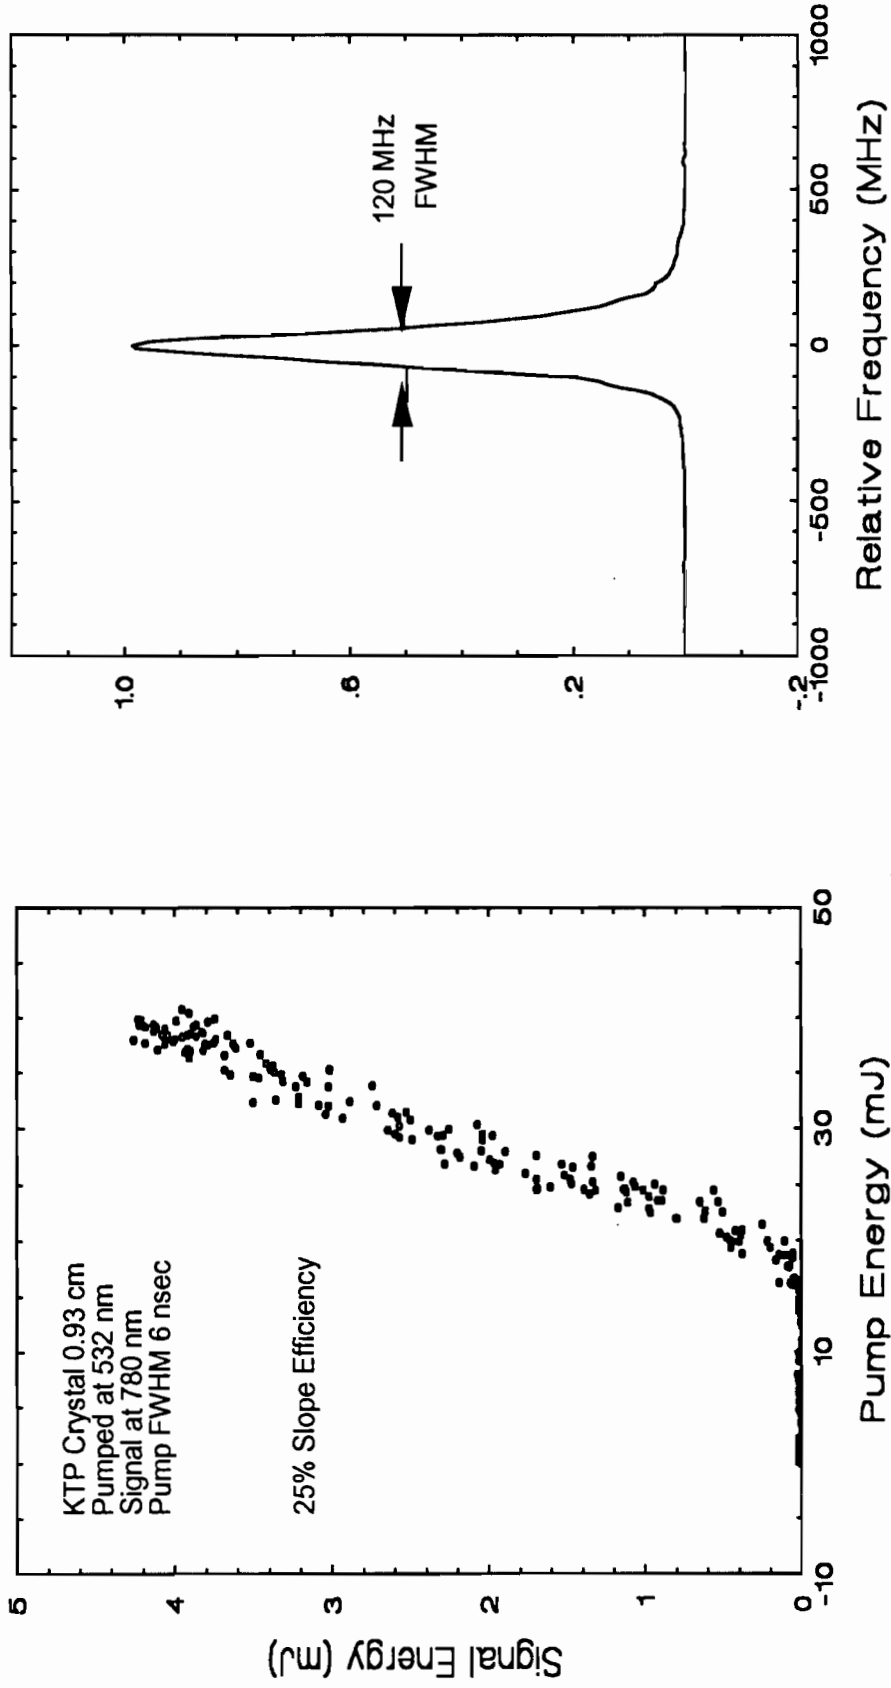 5
4
3
2
1
0
Signal Energy (mJ)
KTP Crystal 0.93 cm
Pumped at 532 nm
Signal at 780 nm
Pump FWHM 6 nsec
25% Slope Efficiency
-10
10
30
50
Pump Energy (mJ)
1.0
.6
.2
-.2
120 MHz
FWHM
-1000
-500
0
500
1000
Relative Frequency (MHz)